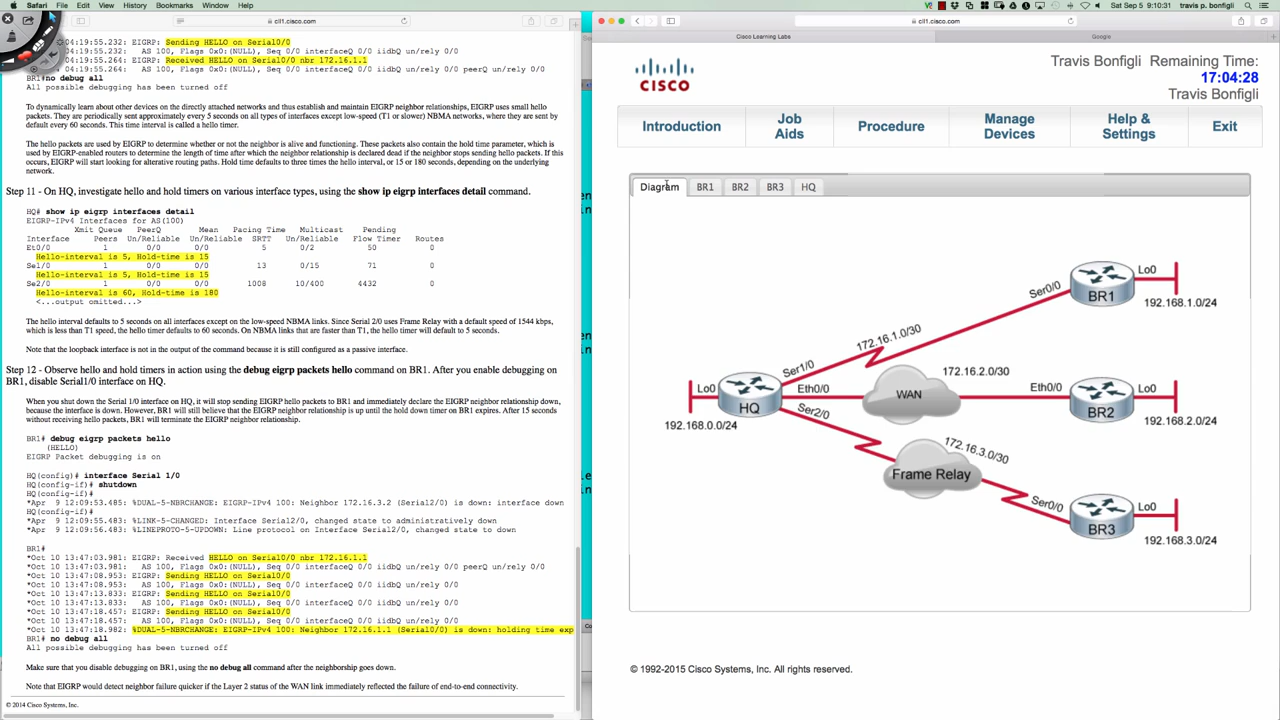 Safari File Edit View History Bookmarks Window Help
Sat Sep 5 9:10:31 travis p. bonfigli
cll1.cisco.com
04:19:55.232: EIGRP: Sending HELLO on Serial0/0
04:19:55.232: AS 100, Flags 0x0:(NULL), Seq 0/0 interfaceQ 0/0 iidbQ un/rely 0/0
04:19:55.264: EIGRP: Received HELLO on Serial0/0 nbr 172.16.1.1
04:19:55.264: AS 100, Flags 0x0:(NULL), Seq 0/0 interfaceQ 0/0 iidbQ un/rely 0/0 peerQ un/rely 0/0
BR1#no debug all
All possible debugging has been turned off
To dynamically learn about other devices on the directly attached networks and thus establish and maintain EIGRP neighbor relationships, EIGRP uses small hello
packets. They are periodically sent approximately every 5 seconds on all types of interfaces except low-speed (T1 or slower) NBMA networks, where they are sent by
default every 60 seconds. This time interval is called a hello timer.
The hello packets are used by EIGRP to determine whether or not the neighbor is alive and functioning. These packets also contain the hold time parameter, which is
used by EIGRP-enabled routers to determine the length of time after which the neighbor relationship is declared dead if the neighbor stops sending hello packets. If this
occurs, EIGRP will start looking for alterative routing paths. Hold time defaults to three times the hello interval, or 15 or 180 seconds, depending on the underlying
network.
Step 11 - On HQ, investigate hello and hold timers on various interface types, using the show ip eigrp interfaces detail command.
HQ# show ip eigrp interfaces detail
EIGRP-IPv4 Interfaces for AS(100)
Xmit Queue PeerQ Mean Pacing Time Multicast Pending
Interface Peers Un/Reliable Un/Reliable SRTT Un/Reliable Flow Timer Routes
Et0/0 1 0/0 0/0 5 0/2 50 0
Hello-interval is 5, Hold-time is 15
Se1/0 1 0/0 0/0 13 0/15 71 0
Hello-interval is 5, Hold-time is 15
Se2/0 1 0/0 0/0 1008 10/400 4432 0
Hello-interval is 60, Hold-time is 180
<...output omitted...>
The hello interval defaults to 5 seconds on all interfaces except on the low-speed NBMA links. Since Serial 2/0 uses Frame Relay with a default speed of 1544 kbps,
which is less than T1 speed, the hello timer defaults to 60 seconds. On NBMA links that are faster than T1, the hello timer will default to 5 seconds.
Note that the loopback interface is not in the output of the command because it is still configured as a passive interface.
Step 12 - Observe hello and hold timers in action using the debug eigrp packets hello command on BR1. After you enable debugging on
BR1, disable Serial1/0 interface on HQ.
When you shut down the Serial 1/0 interface on HQ, it will stop sending EIGRP hello packets to BR1 and immediately declare the EIGRP neighbor relationship down,
because the interface is down. However, BR1 will still believe that the EIGRP neighbor relationship is up until the hold down timer on BR1 expires. After 15 seconds
without receiving hello packets, BR1 will terminate the EIGRP neighbor relationship.
BR1# debug eigrp packets hello
(HELLO)
EIGRP Packet debugging is on
HQ(config)# interface Serial 1/0
HQ(config-if)# shutdown
HQ(config-if)#
*Apr 9 12:09:53.485: %DUAL-5-NBRCHANGE: EIGRP-IPv4 100: Neighbor 172.16.3.2 (Serial2/0) is down: interface down
HQ(config-if)#
*Apr 9 12:09:55.483: %LINK-5-CHANGED: Interface Serial2/0, changed state to administratively down
*Apr 9 12:09:56.483: %LINEPROTO-5-UPDOWN: Line protocol on Interface Serial2/0, changed state to down
BR1#
*Oct 10 13:47:03.981: EIGRP: Received HELLO on Serial0/0 nbr 172.16.1.1
*Oct 10 13:47:03.981: AS 100, Flags 0x0:(NULL), Seq 0/0 interfaceQ 0/0 iidbQ un/rely 0/0 peerQ un/rely 0/0
*Oct 10 13:47:08.953: EIGRP: Sending HELLO on Serial0/0
*Oct 10 13:47:08.953: AS 100, Flags 0x0:(NULL), Seq 0/0 interfaceQ 0/0 iidbQ un/rely 0/0
*Oct 10 13:47:13.833: EIGRP: Sending HELLO on Serial0/0
*Oct 10 13:47:13.833: AS 100, Flags 0x0:(NULL), Seq 0/0 interfaceQ 0/0 iidbQ un/rely 0/0
*Oct 10 13:47:18.457: EIGRP: Sending HELLO on Serial0/0
*Oct 10 13:47:18.457: AS 100, Flags 0x0:(NULL), Seq 0/0 interfaceQ 0/0 iidbQ un/rely 0/0
*Oct 10 13:47:18.982: %DUAL-5-NBRCHANGE: EIGRP-IPv4 100: Neighbor 172.16.1.1 (Serial0/0) is down: holding time exp
BR1# no debug all
All possible debugging has been turned off
Make sure that you disable debugging on BR1, using the no debug all command after the neighborship goes down.
Note that EIGRP would detect neighbor failure quicker if the Layer 2 status of the WAN link immediately reflected the failure of end-to-end connectivity.
© 2014 Cisco Systems, Inc.
cll1.cisco.com
Cisco Learning Labs Google
CISCO
Travis Bonfigli Remaining Time:
17:04:28
Travis Bonfigli
Introduction
Job Aids
Procedure
Manage Devices
Help & Settings
Exit
Diagram BR1 BR2 BR3 HQ
BR1
Lo0
192.168.1.0/24
Ser0/0
172.16.1.0/30
Ser1/0
Lo0
HQ
192.168.0.0/24
Eth0/0
WAN
172.16.2.0/30
Eth0/0
BR2
Lo0
192.168.2.0/24
Ser2/0
172.16.3.0/30
Frame Relay
Ser0/0
BR3
Lo0
192.168.3.0/24
© 1992-2015 Cisco Systems, Inc. All rights reserved.